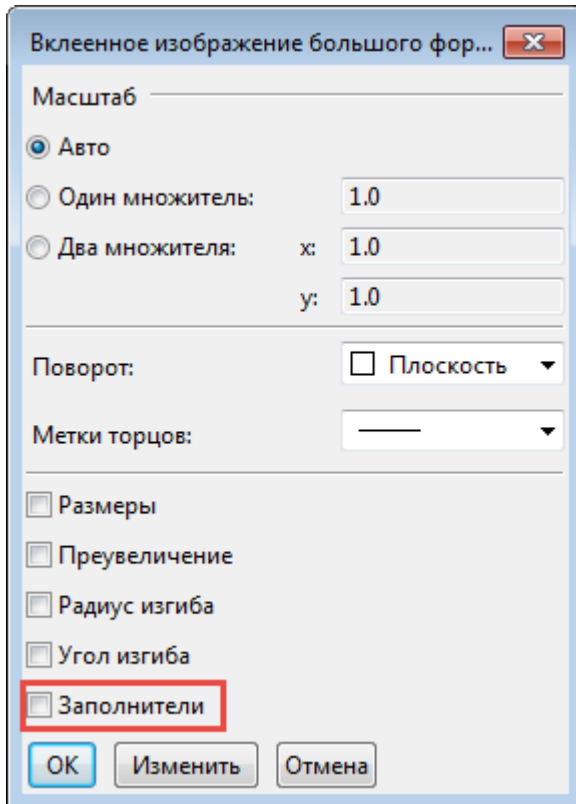 Вклеенное изображение большого фор...
Масштаб
Авто
Один множитель: 1.0
Два множителя: x: 1.0
y: 1.0
Поворот: Плоскость
Метки торцов:
Размеры
Преувеличение
Радиус изгиба
Угол изгиба
Заполнители
OK Изменить Отмена